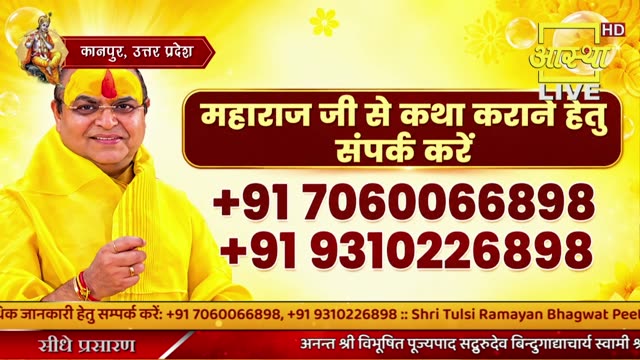 कानपुर, उत्तर प्रदेश
HD
आस्था
LIVE
महाराज जी से कथा कराने हेतु
संपर्क करें
+91 7060066898
+91 9310226898
जानकारी हेतु सम्पर्क करें: +91 7060066898, +91 9310226898 :: Shri Tulsi Ramayan Bhagwat
सीधे प्रसारण
अनन्त श्री विभूषित पूज्यपाद सद्गुरुदेव बिन्दुगाद्याचार्य स्वामी